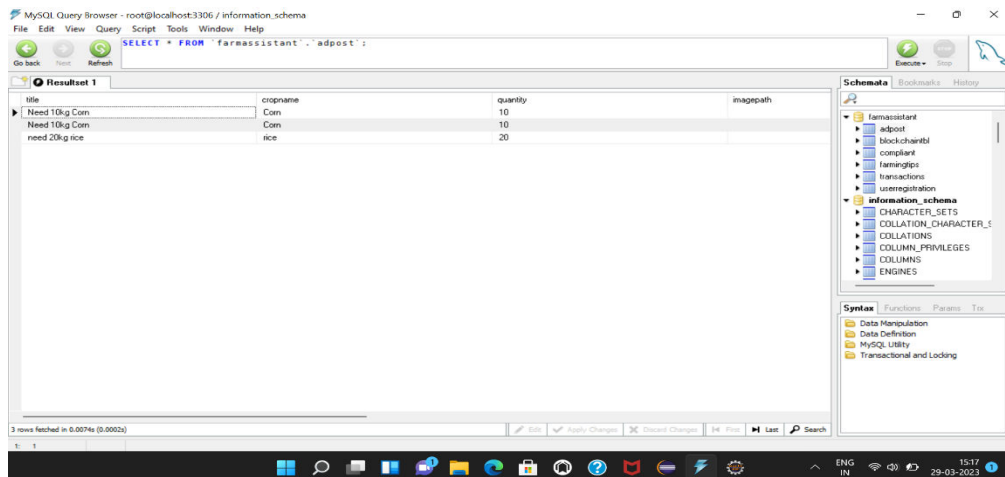 MySQL Query Browser - root@localhost:3306 / information_schema
File Edit View Query Script Tools Window Help
SELECT * FROM `farmassistant`.`adpost`;
Go back Next Refresh Execute Stop
Resultset 1
Schemata Bookmarks History
title cropname quantity imagepath
Need 10kg Corn Corn 10
Need 10kg Corn Corn 10
need 20kg rice rice 20
farmassistant
adpost
blockchaintbl
compliant
farmingtips
transactions
userregistration
information_schema
CHARACTER_SETS
COLLATION_CHARACTER_S
COLLATIONS
COLUMN_PRIVILEGES
COLUMNS
ENGINES
Syntax Functions Params Trx
Data Manipulation
Data Definition
MySQL Utility
Transactional and Locking
3 rows fetched in 0.0074s (0.0002s)
Edit Apply Changes Discard Changes First Last Search
1: 1
ENG
IN
15:17
29-03-2023
1